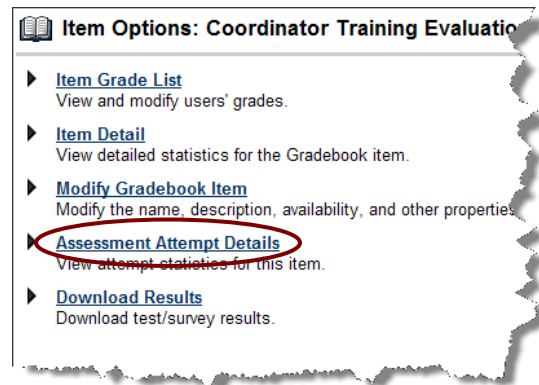 Item Options: Coordinator Training Evaluatio
Item Grade List
View and modify users' grades.
Item Detail
View detailed statistics for the Gradebook item.
Modify Gradebook Item
Modify the name, description, availability, and other properties
Assessment Attempt Details
View attempt statistics for this item.
Download Results
Download test/survey results.